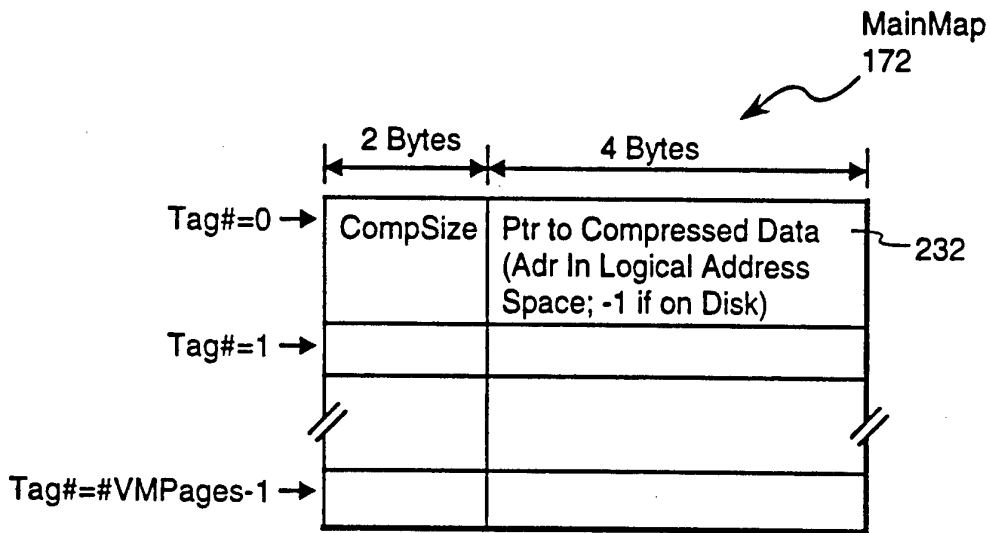 MainMap
172
2 Bytes
4 Bytes
Tag#=0
CompSize
Ptr to Compressed Data
(Adr In Logical Address
Space; -1 if on Disk)
232
Tag#=1
Tag#=#VMPages-1